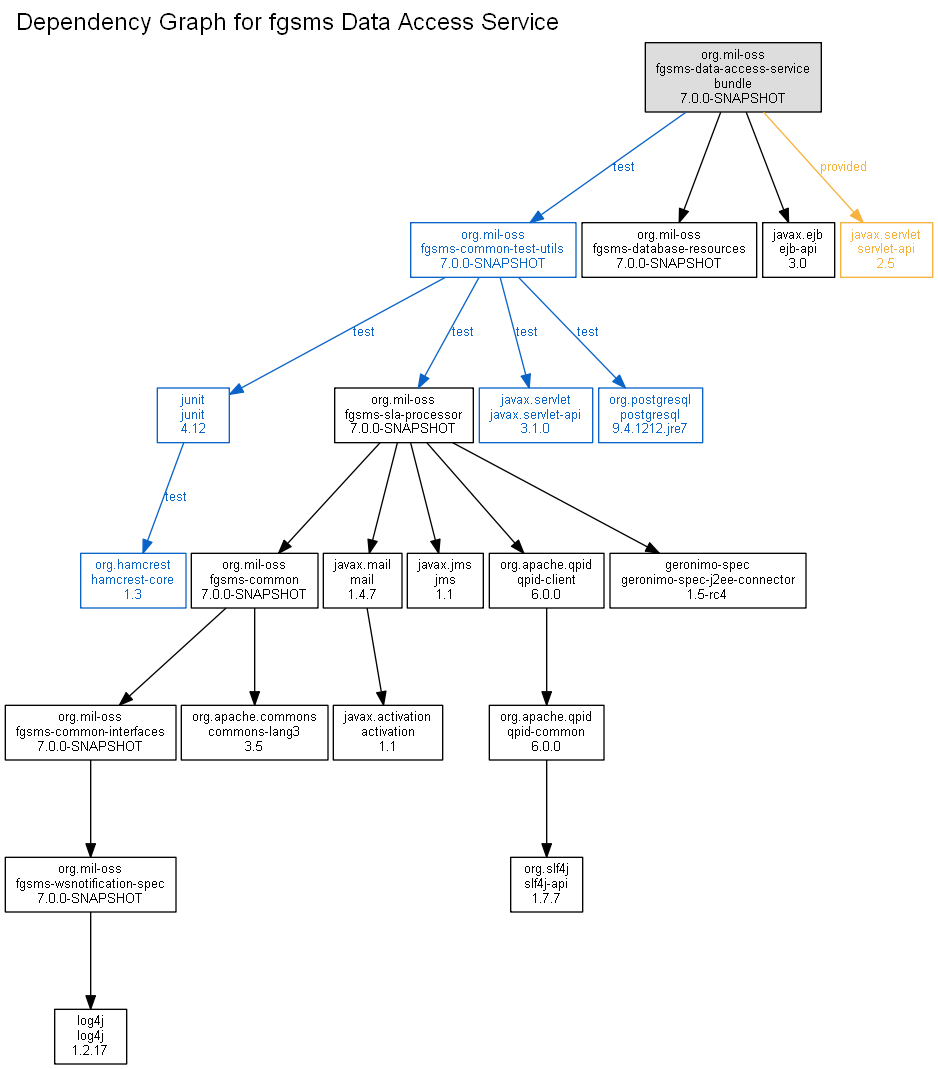 Dependency Graph for fgsms Data Access Service
org.mil-oss
fgsms-data-access-service
bundle
7.0.0-SNAPSHOT
test
provided
org.mil-oss
fgsms-common-test-utils
7.0.0-SNAPSHOT
org.mil-oss
fgsms-database-resources
7.0.0-SNAPSHOT
javax.ejb
ejb-api
3.0
javax.servlet
servlet-api
2.5
test
test
test
test
junit
junit
4.12
org.mil-oss
fgsms-sla-processor
7.0.0-SNAPSHOT
javax.servlet
javax.servlet-api
3.1.0
org.postgresql
postgresql
9.4.1212.jre7
test
org.hamcrest
hamcrest-core
1.3
org.mil-oss
fgsms-common
7.0.0-SNAPSHOT
javax.mail
mail
1.4.7
javax.jms
jms
1.1
org.apache.qpid
qpid-client
6.0.0
geronimo-spec
geronimo-spec-j2ee-connector
1.5-rc4
org.mil-oss
fgsms-common-interfaces
7.0.0-SNAPSHOT
org.apache.commons
commons-lang3
3.5
javax.activation
activation
1.1
org.apache.qpid
qpid-common
6.0.0
org.mil-oss
fgsms-wsnotification-spec
7.0.0-SNAPSHOT
org.slf4j
slf4j-api
1.7.7
log4j
log4j
1.2.17